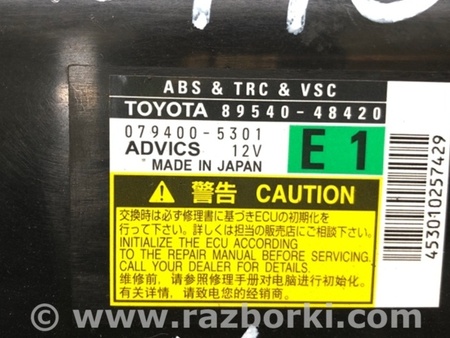 ABS & TRC & VSC
TOYOTA 89540-48420
079400-5301
ADVICS 12V
MADE IN JAPAN
E1
警告 CAUTION
交換時は必ず修理書に基づきECUの初期化を
行って下さい。詳しくは担当の販売店にご相談下さい。
INITIALIZE THE ECU ACCORDING
TO THE REPAIR MANUAL BEFORE SERVICING.
CALL YOUR DEALER FOR DETAILS.
维修前，请参照修理手册对电脑进行初始化。
有关详情，请致电您的经销商。
453010257429
© www.razborki.com